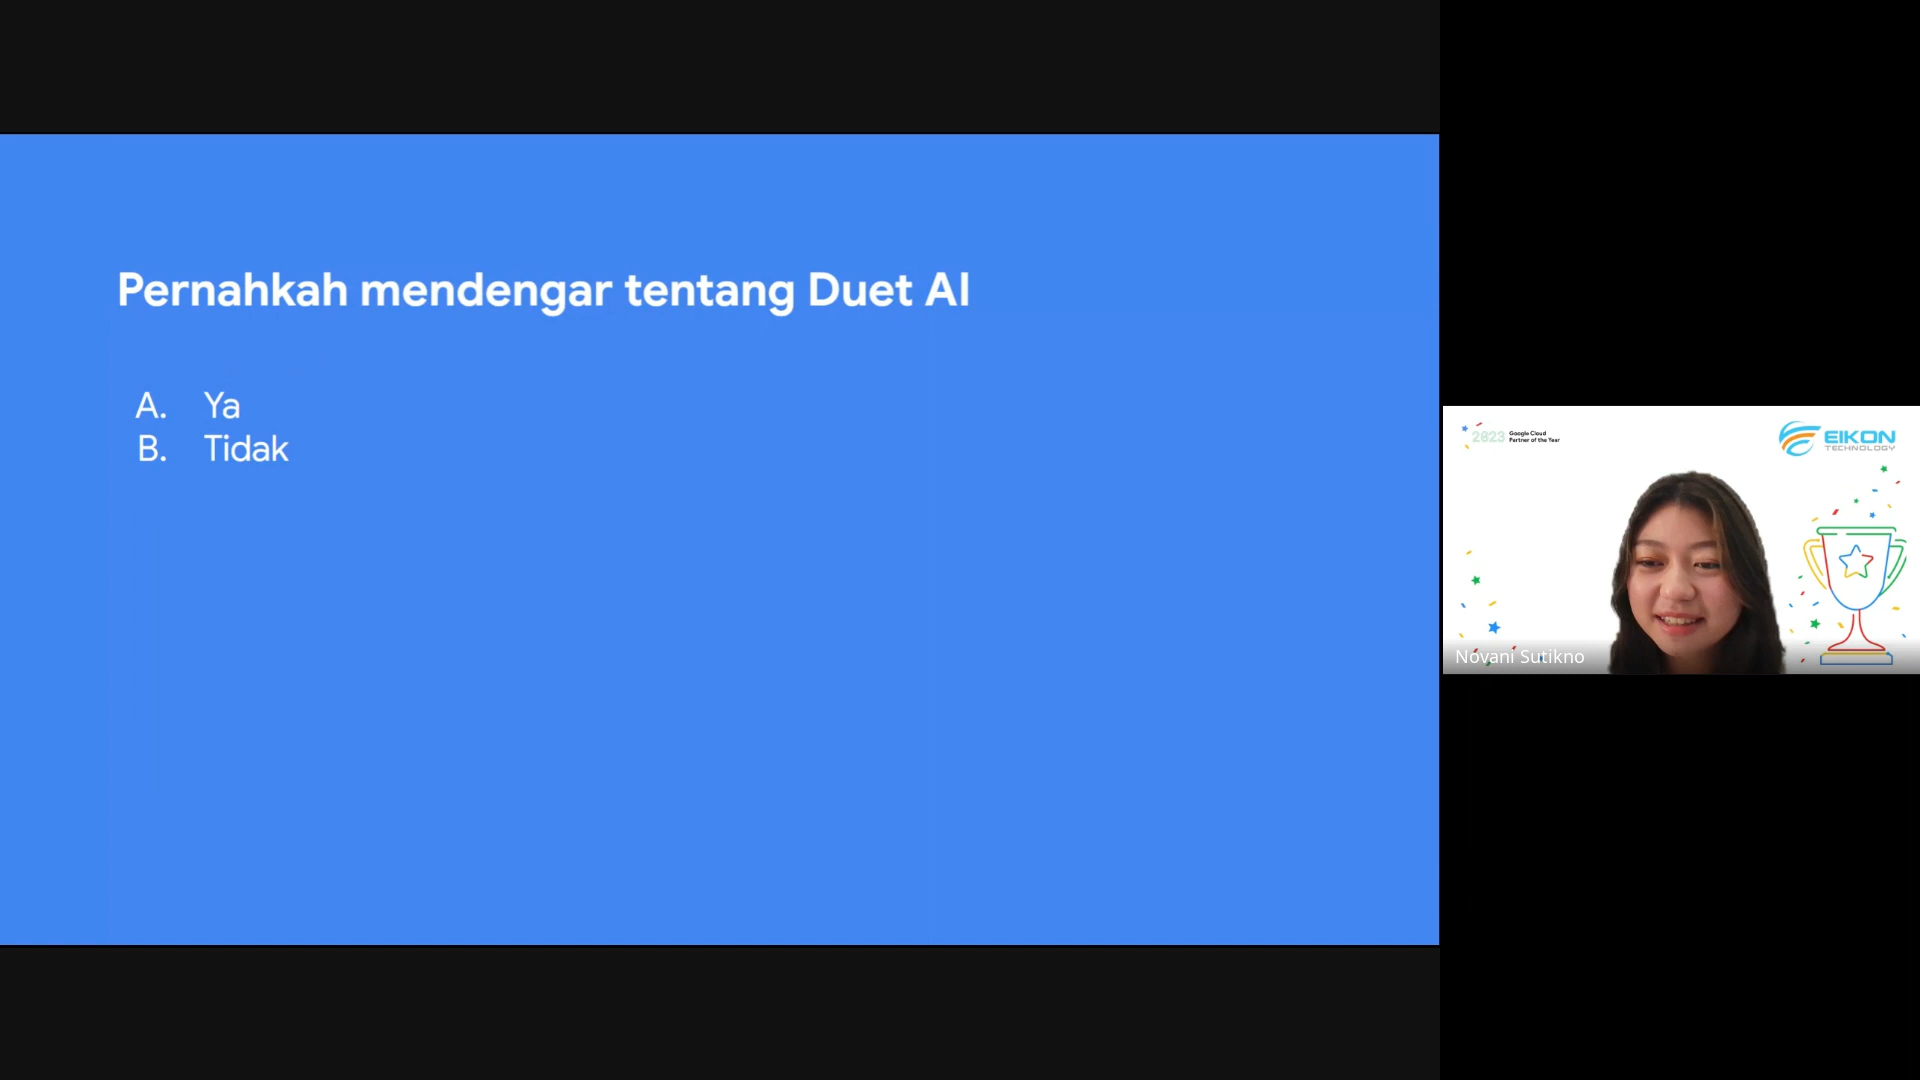 Pernahkah mendengar tentang Duet AI
A. Ya
B. Tidak
2023 Google Cloud
Partner of the Year
EIKON
TECHNOLOGY
Novani Sutikno